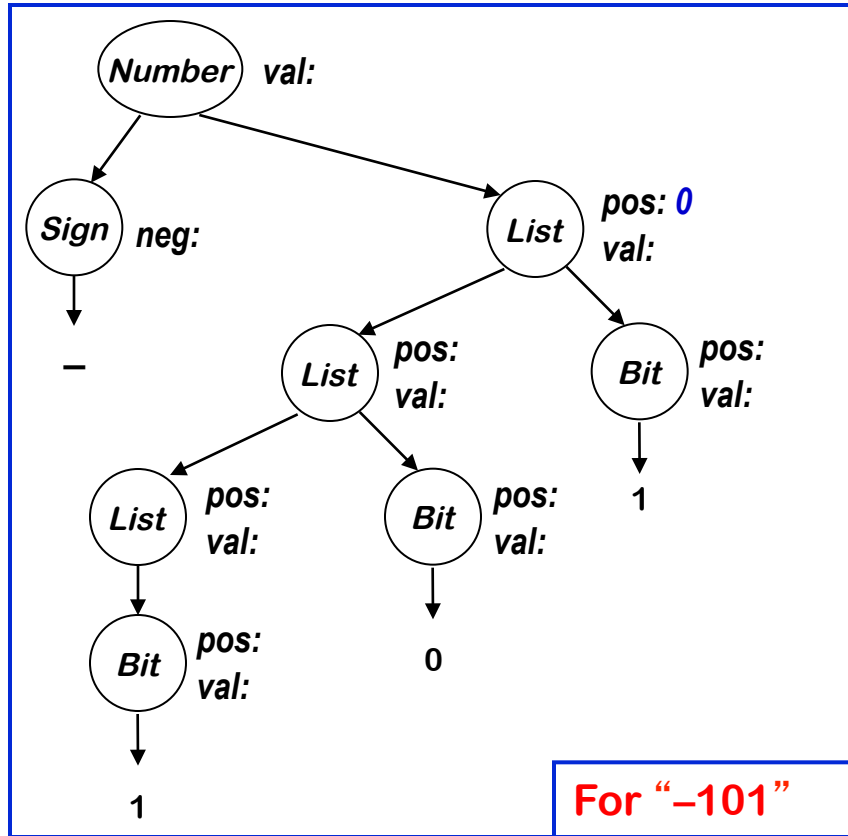 Number val:
Sign neg:
List pos: 0
val:
–
List pos:
val:
Bit pos:
val:
List pos:
val:
Bit pos:
val:
1
Bit pos:
val:
0
1
For “–101”